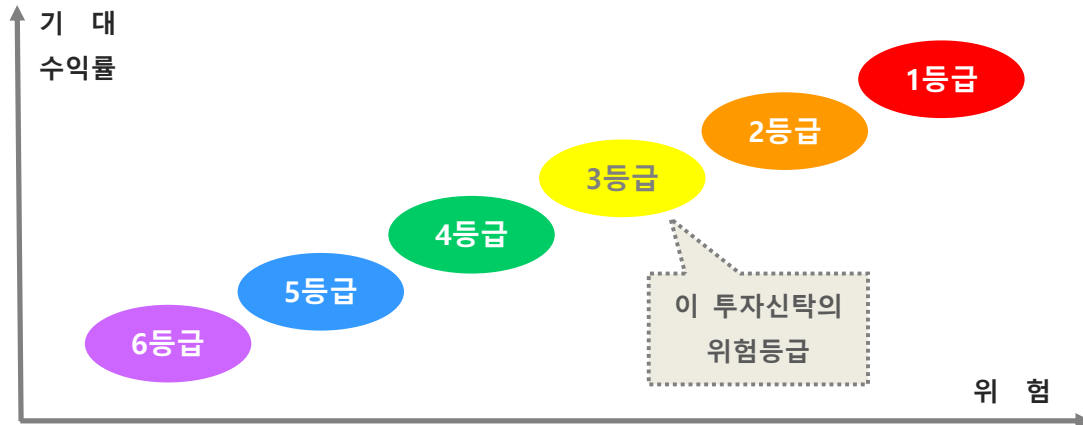 기 대
수익률
1등급
2등급
3등급
4등급
5등급
6등급
이 투자신탁의
위험등급
위 험